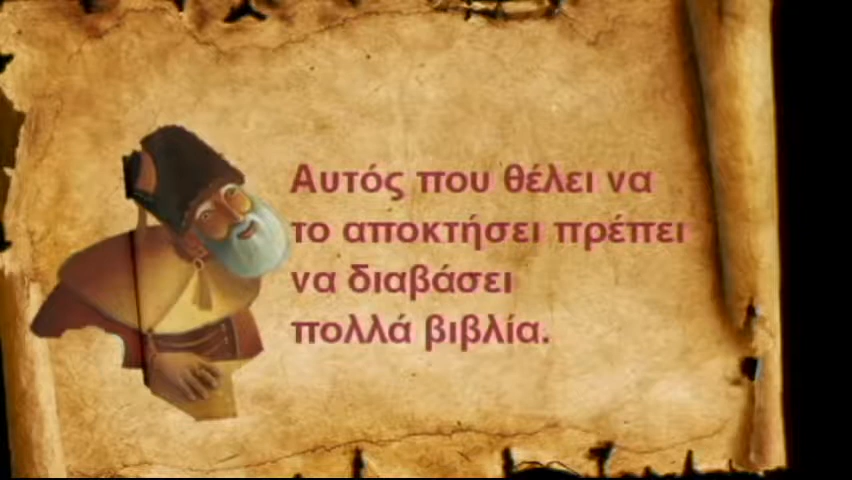 Αυτός που θέλει να
το αποκτήσει πρέπει
να διαβάσει
πολλά βιβλία.